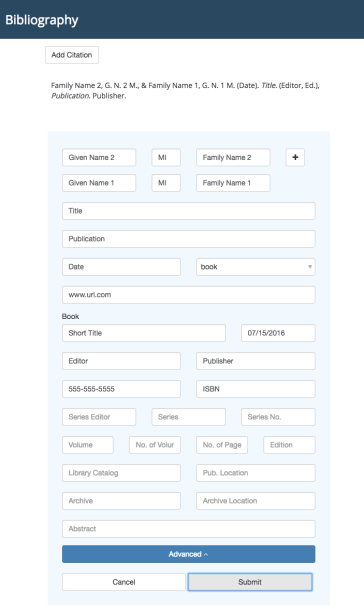 Bibliography
Add Citation
Family Name 2, G. N. 2 M., & Family Name 1, G. N. 1 M. (Date). Title. (Editor, Ed.),
Publication. Publisher.
Given Name 2 MI Family Name 2 +
Given Name 1 MI Family Name 1
Title
Publication
Date book
www.url.com
Book
Short Title 07/15/2016
Editor Publisher
555-555-5555 ISBN
Series Editor Series Series No.
Volume No. of Volur No. of Page Edition
Library Catalog Pub. Location
Archive Archive Location
Abstract
Advanced
Cancel Submit